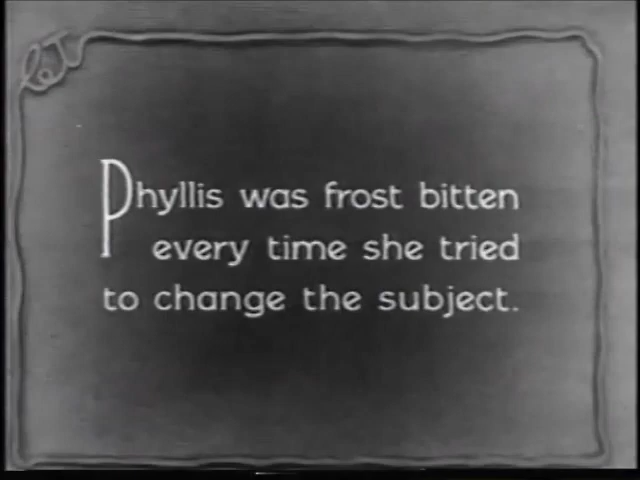 Phyllis was frost bitten
every time she tried
to change the subject.